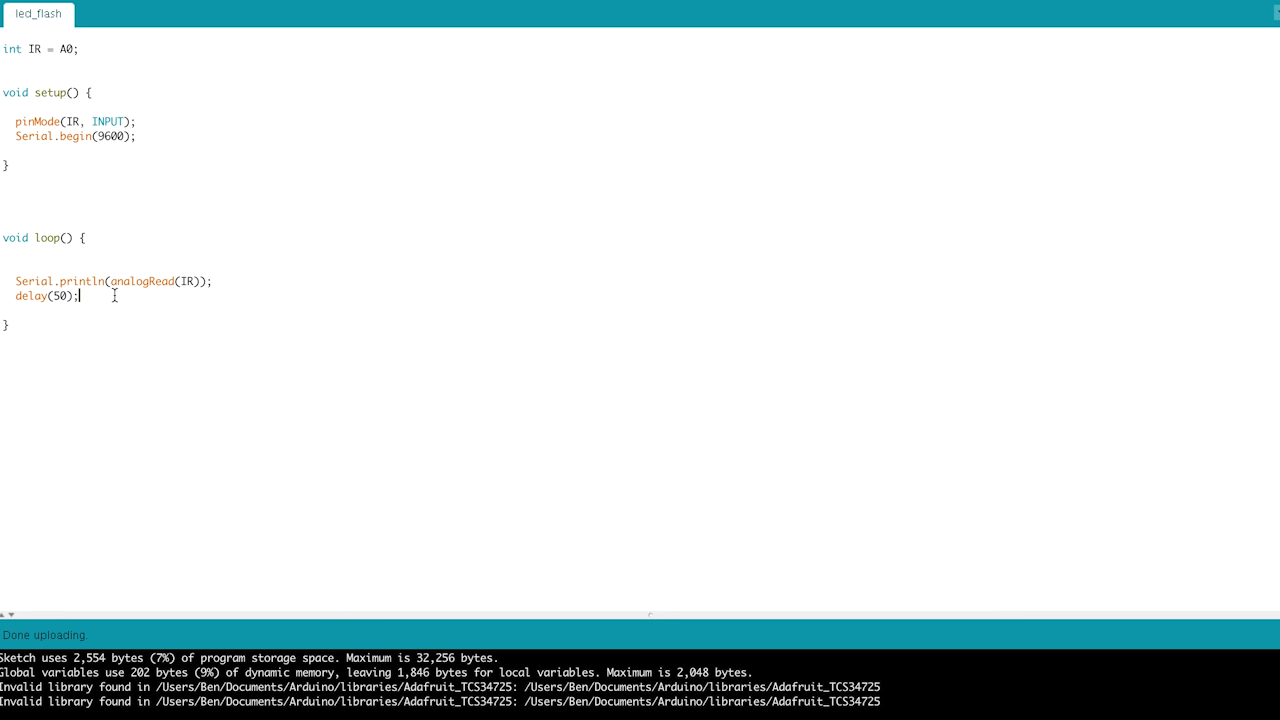 led_flash
int IR = A0;
void setup() {
pinMode(IR, INPUT);
Serial.begin(9600);
}
void loop() {
Serial.println(analogRead(IR));
delay(50);
}
Done uploading.
Sketch uses 2,554 bytes (7%) of program storage space. Maximum is 32,256 bytes.
Global variables use 202 bytes (9%) of dynamic memory, leaving 1,846 bytes for local variables. Maximum is 2,048 bytes.
Invalid library found in /Users/Ben/Documents/Arduino/libraries/Adafruit_TCS34725: /Users/Ben/Documents/Arduino/libraries/Adafruit_TCS34725
Invalid library found in /Users/Ben/Documents/Arduino/libraries/Adafruit_TCS34725: /Users/Ben/Documents/Arduino/libraries/Adafruit_TCS34725